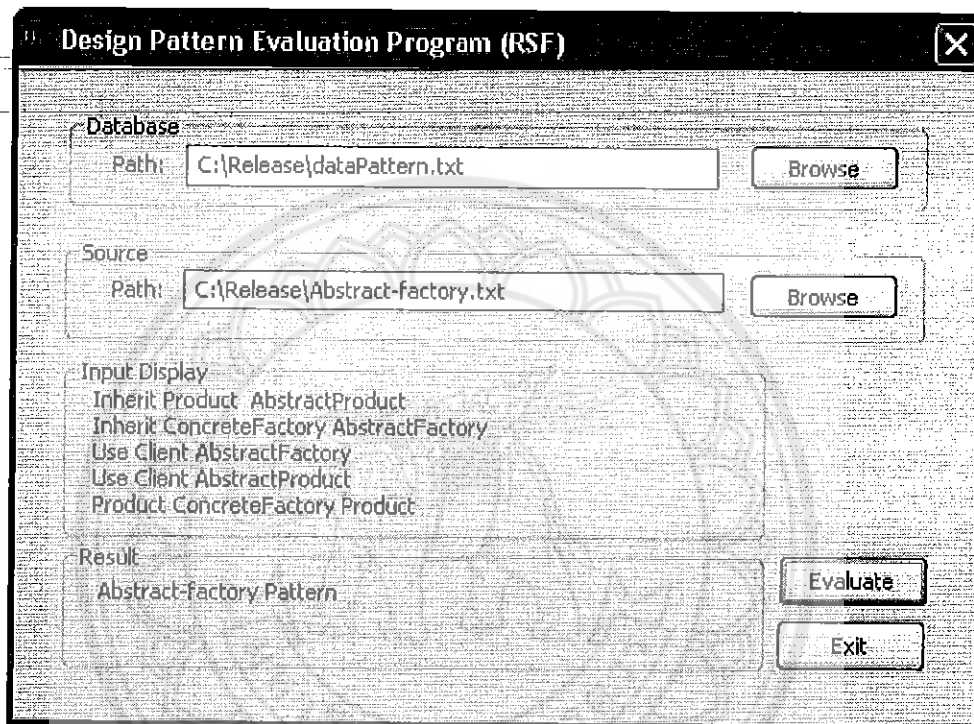 Design Pattern Evaluation Program (RSF)
Database
Path: C:\Release\dataPattern.txt Browse
Source
Path: C:\Release\Abstract-factory.txt Browse
Input Display
Inherit Product AbstractProduct
Inherit ConcreteFactory AbstractFactory
Use Client AbstractFactory
Use Client AbstractProduct
Product ConcreteFactory Product
Result
Abstract-factory Pattern
Evaluate
Exit